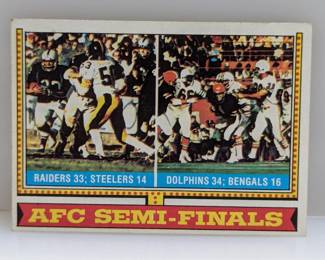 RAIDERS 33; STEELERS 14
DOLPHINS 34; BENGALS 16
AFC SEMI-FINALS